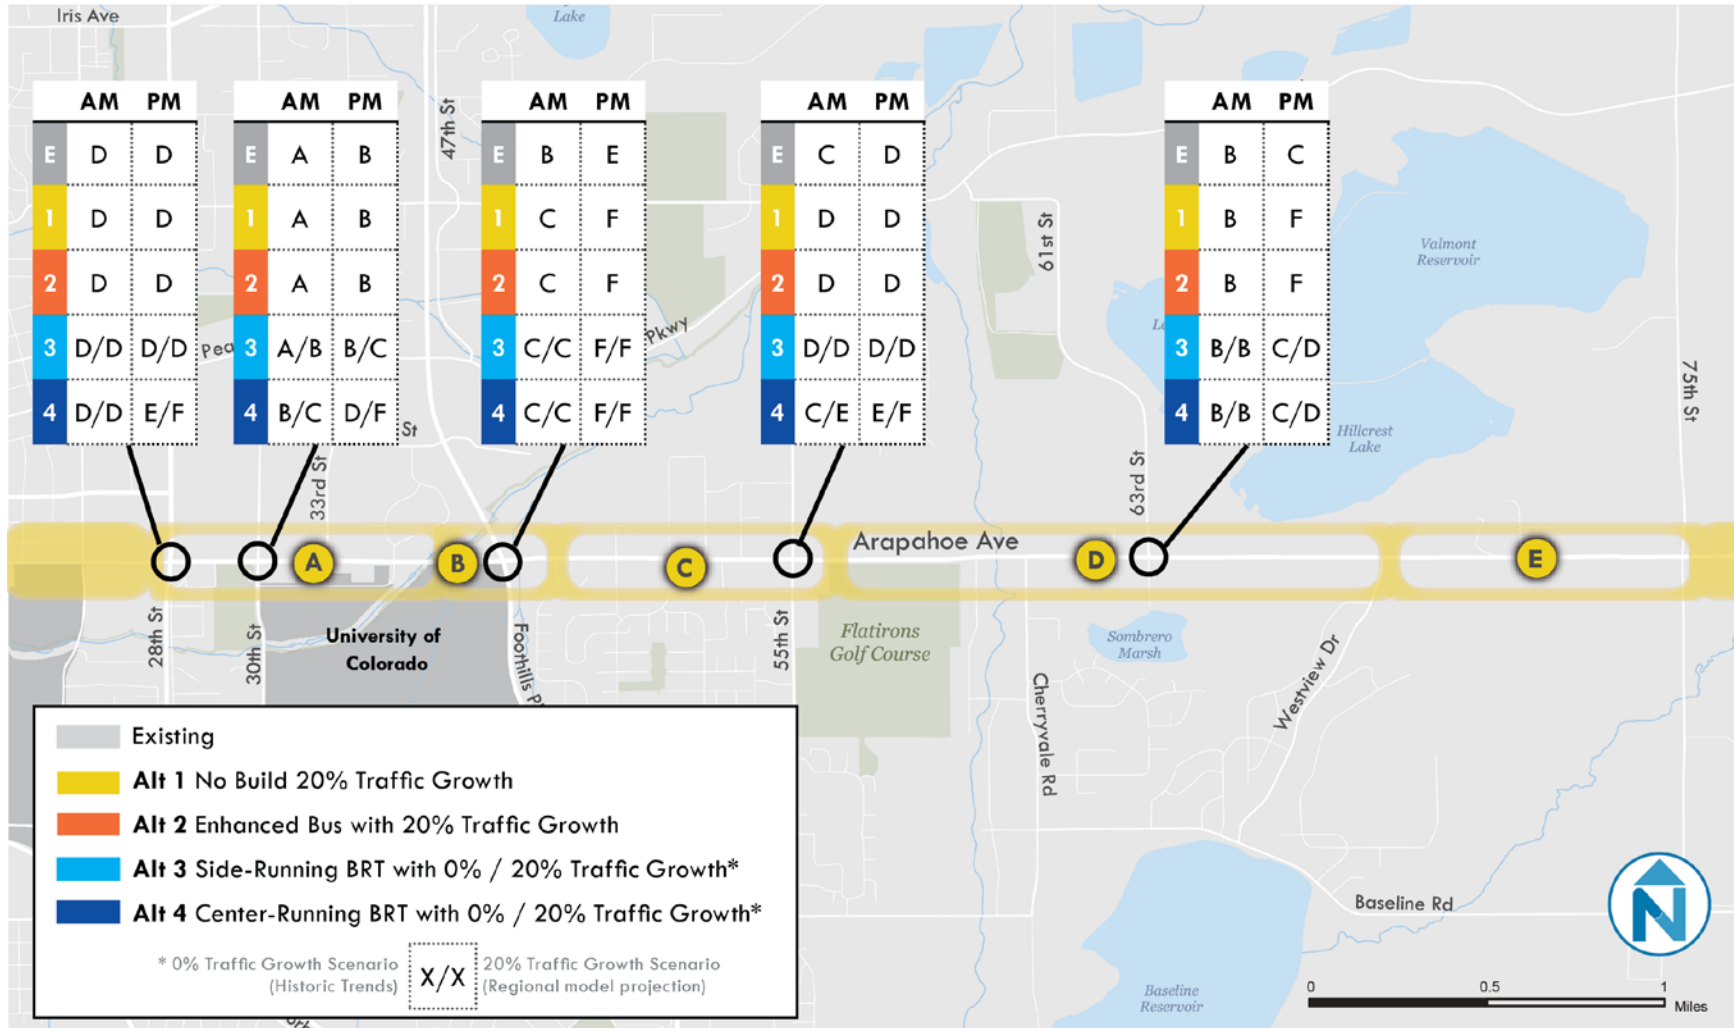 Iris Ave
Lake
AM PM
E D D
1 D D
2 D D
3 D/D D/D
4 D/D E/F
AM PM
E A B
1 A B
2 A B
3 A/B B/C
4 B/C D/F
AM PM
E B E
1 C F
2 C F
3 C/C F/F
4 C/C F/F
AM PM
E C D
1 D D
2 D D
3 D/D D/D
4 C/E E/F
AM PM
E B C
1 B F
2 B F
3 B/B C/D
4 B/B C/D
47th St
Pkwy
St
33rd St
61st St
63rd St
75th St
Valmont
Reservoir
Hillcrest
Lake
Arapahoe Ave
A
B
C
D
E
28th St
30th St
University of
Colorado
Foothills
55th St
Flatirons
Golf Course
Sombrero
Marsh
Cherryvale Rd
Westview Dr
Baseline Rd
Baseline
Reservoir
Existing
Alt 1 No Build 20% Traffic Growth
Alt 2 Enhanced Bus with 20% Traffic Growth
Alt 3 Side-Running BRT with 0% / 20% Traffic Growth*
Alt 4 Center-Running BRT with 0% / 20% Traffic Growth*
* 0% Traffic Growth Scenario
(Historic Trends)
X/X
20% Traffic Growth Scenario
(Regional model projection)
N
0 0.5 1
Miles